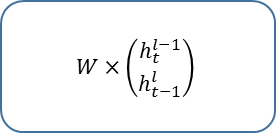 W × (h_t^{l-1}
h_{t-1}^l)